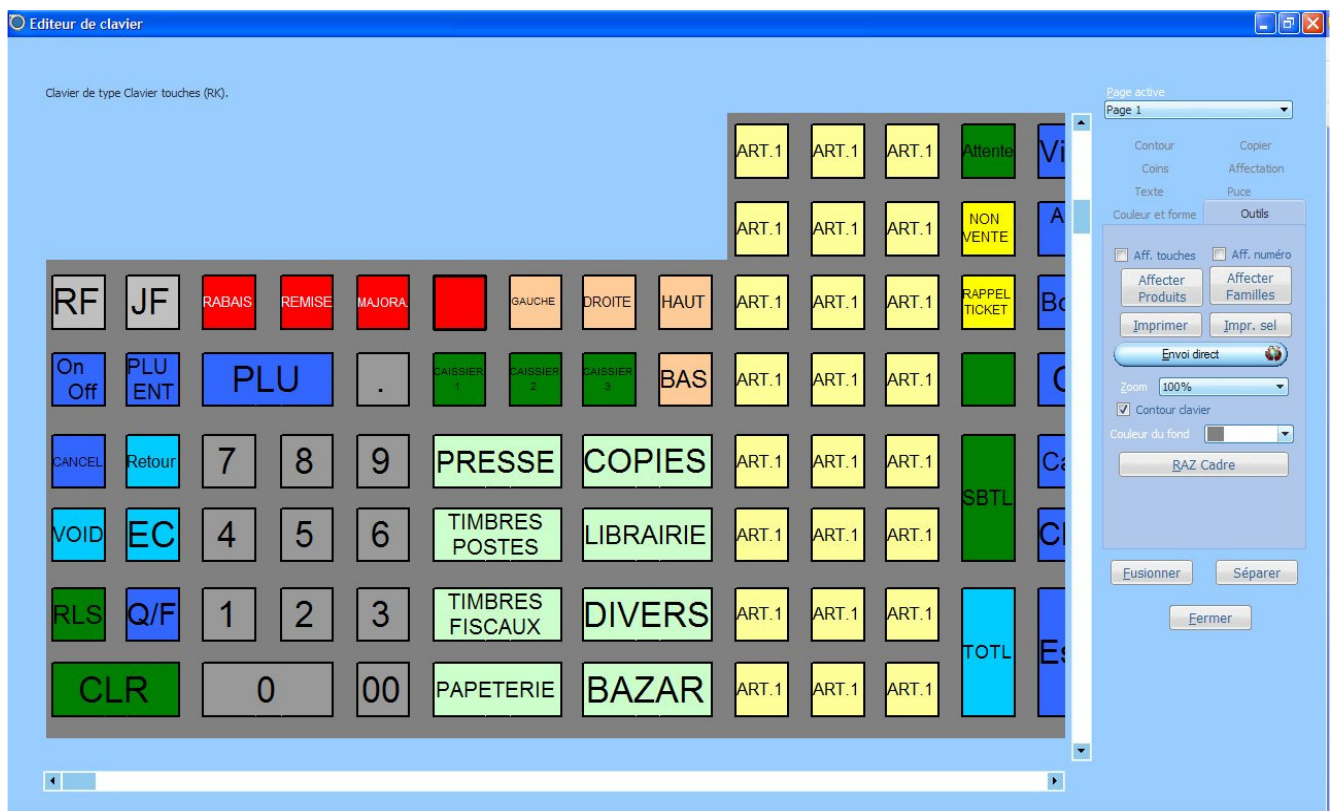 Editeur de clavier
Clavier de type Clavier touches (RK).
Page active
Page 1
ART.1 ART.1 ART.1 Attente Vi
Contour Copier
Coins Affectation
Texte Puce
Couleur et forme Outils
ART.1 ART.1 ART.1 NON
VENTE
A
Aff. touches Aff. numéro
RF JF RABAIS REMISE MAJORA. GAUCHE DROITE HAUT ART.1 ART.1 ART.1 RAPPEL
TICKET
Bo
Affecter
Produits
Affecter
Familles
Imprimer Impr. sel
Envoi direct
On
Off
PLU
ENT
PLU . CAISSIER
1
CAISSIER
2
CAISSIER
3
BAS ART.1 ART.1 ART.1
Zoom 100%
Contour clavier
Couleur du fond
RAZ Cadre
CANCEL Retour 7 8 9 PRESSE COPIES ART.1 ART.1 ART.1 SBTL Ca
VOID EC 4 5 6 TIMBRES
POSTES
LIBRAIRIE ART.1 ART.1 ART.1
Fusionner Séparer
Fermer
RLS Q/F 1 2 3 TIMBRES
FISCAUX
DIVERS ART.1 ART.1 ART.1 TOTL Es
CLR 0 00 PAPETERIE BAZAR ART.1 ART.1 ART.1